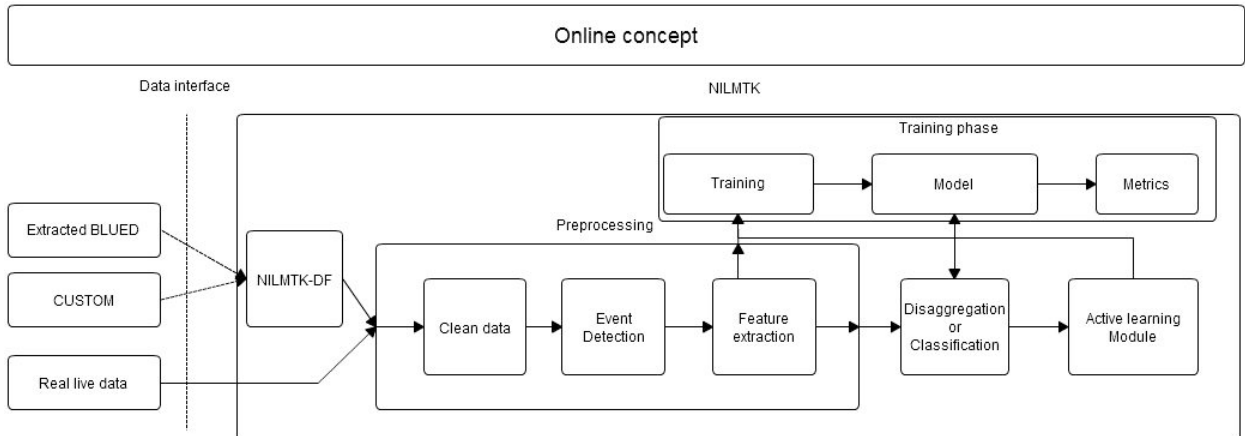 Online concept
Data interface
NILMTK
Training phase
Training
Model
Metrics
Extracted BLUED
Preprocessing
NILMTK-DF
CUSTOM
Clean data
Event
Detection
Feature
extraction
Disaggregation
or
Classification
Active learning
Module
Real live data